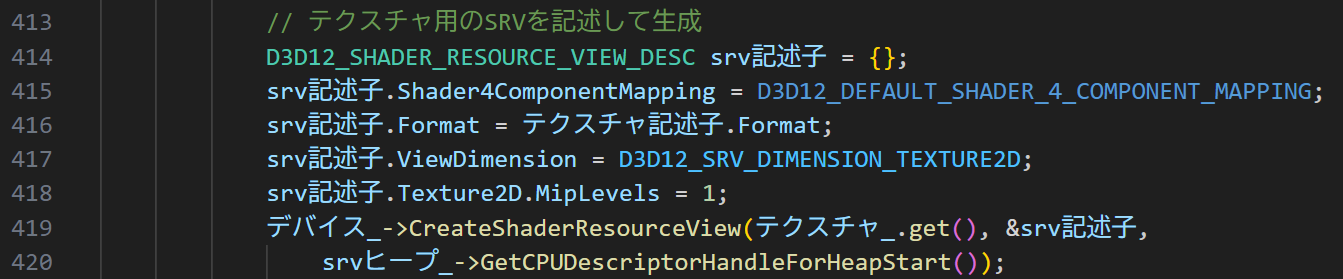 413 // テクスチャ用のSRVを記述して生成
414 D3D12_SHADER_RESOURCE_VIEW_DESC srv記述子 = {};
415 srv記述子.Shader4ComponentMapping = D3D12_DEFAULT_SHADER_4_COMPONENT_MAPPING;
416 srv記述子.Format = テクスチャ記述子.Format;
417 srv記述子.ViewDimension = D3D12_SRV_DIMENSION_TEXTURE2D;
418 srv記述子.Texture2D.MipLevels = 1;
419 デバイス_->CreateShaderResourceView(テクスチャ_.get(), &srv記述子,
420 srvヒープ_->GetCPUDescriptorHandleForHeapStart());